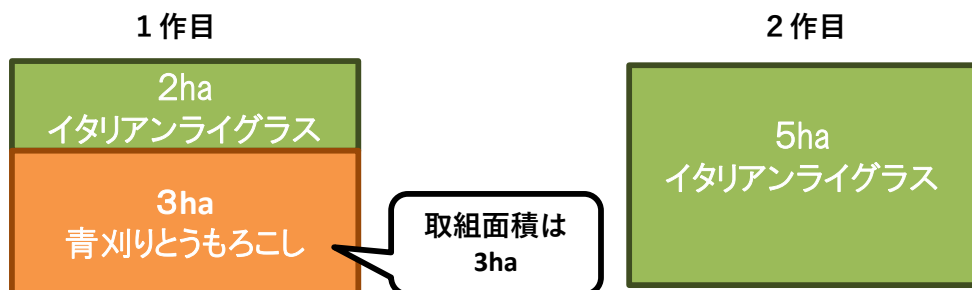 1作目
2ha
イタリアンライグラス
3ha
青刈りとうもろこし
取組面積は
3ha
2作目
5ha
イタリアンライグラス